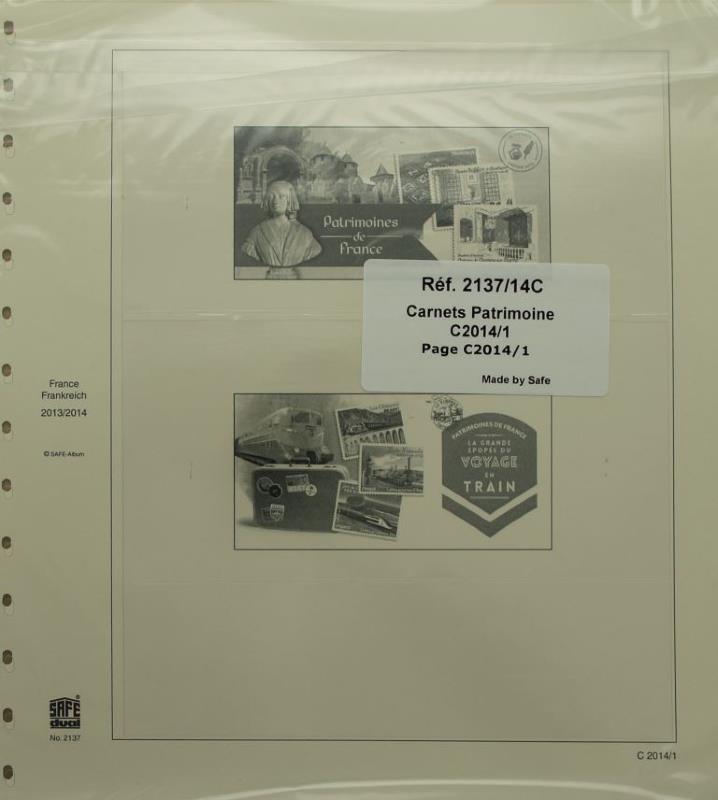 Patrimoines
de
France
Réf. 2137/14C
Carnets Patrimoine
C2014/1
Page C2014/1
Made by Safe
France
Frankreich
2013/2014
© SAFE-Album
PATRIMOINES DE FRANCE
LA GRANDE
ÉPOPÉE DU
VOYAGE
EN
TRAIN
SAFE
dual
No. 2137
C 2014/1